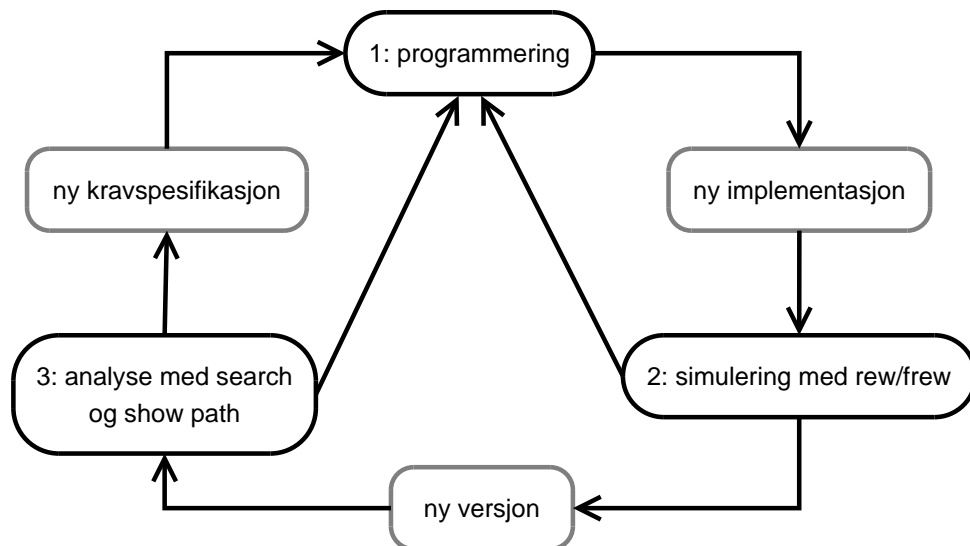 1: programmering
ny kravspesifikasjon
ny implementasjon
3: analyse med search
og show path
2: simulering med rew/frew
ny versjon